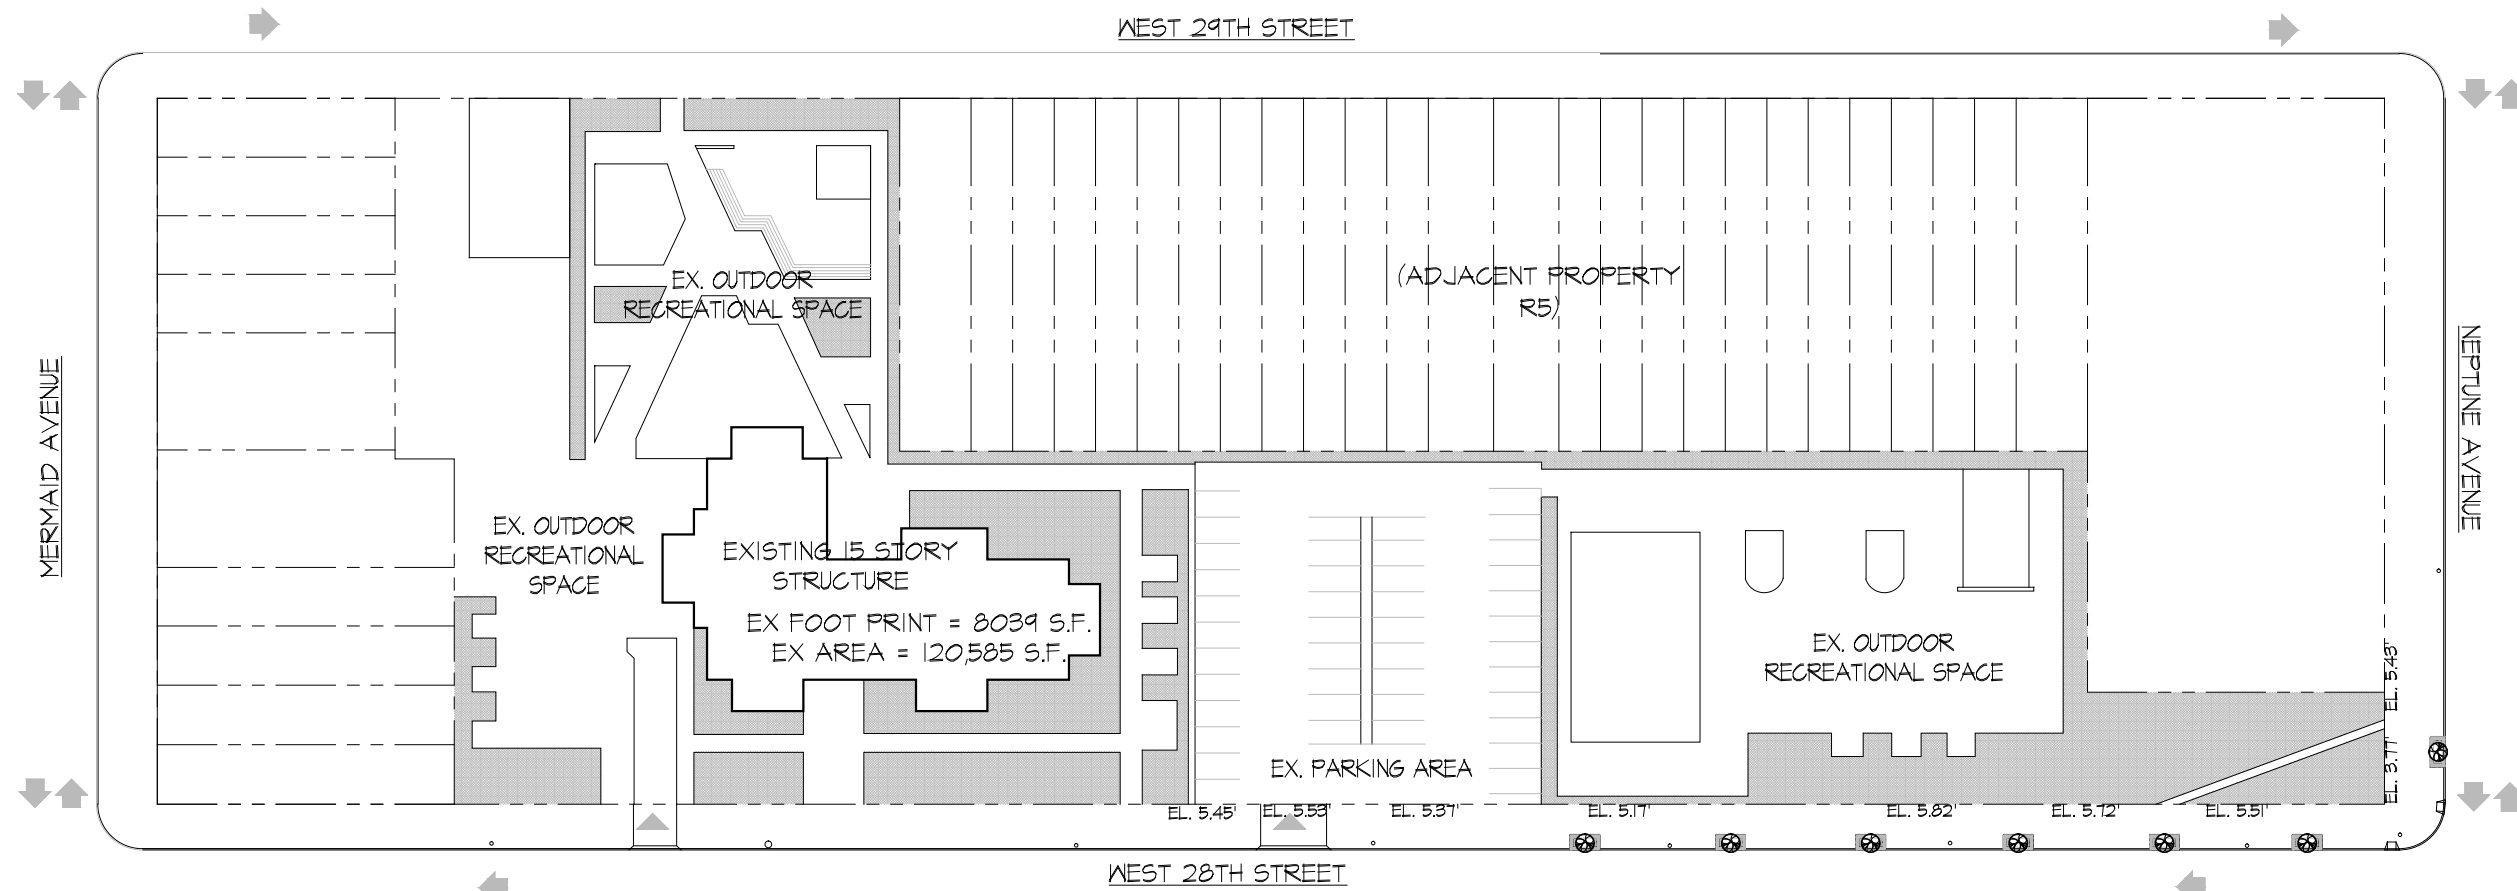 WEST 29TH STREET
MERMAID AVENUE
NEPTUNE AVENUE
EX. OUTDOOR
RECREATIONAL SPACE
(ADJACENT PROPERTY
R5)
EX. OUTDOOR
RECREATIONAL
SPACE
EXISTING 15 STORY
STRUCTURE
EX FOOT PRINT = 8039 S.F.
EX AREA = 120,585 S.F.
EX. OUTDOOR
RECREATIONAL SPACE
EX. PARKING AREA
EL. 5.43'
EL. 3.77'
EL. 5.45'
EL. 5.53'
EL. 5.37'
EL. 5.17'
EL. 5.82'
EL. 5.72'
EL. 5.51'
WEST 28TH STREET